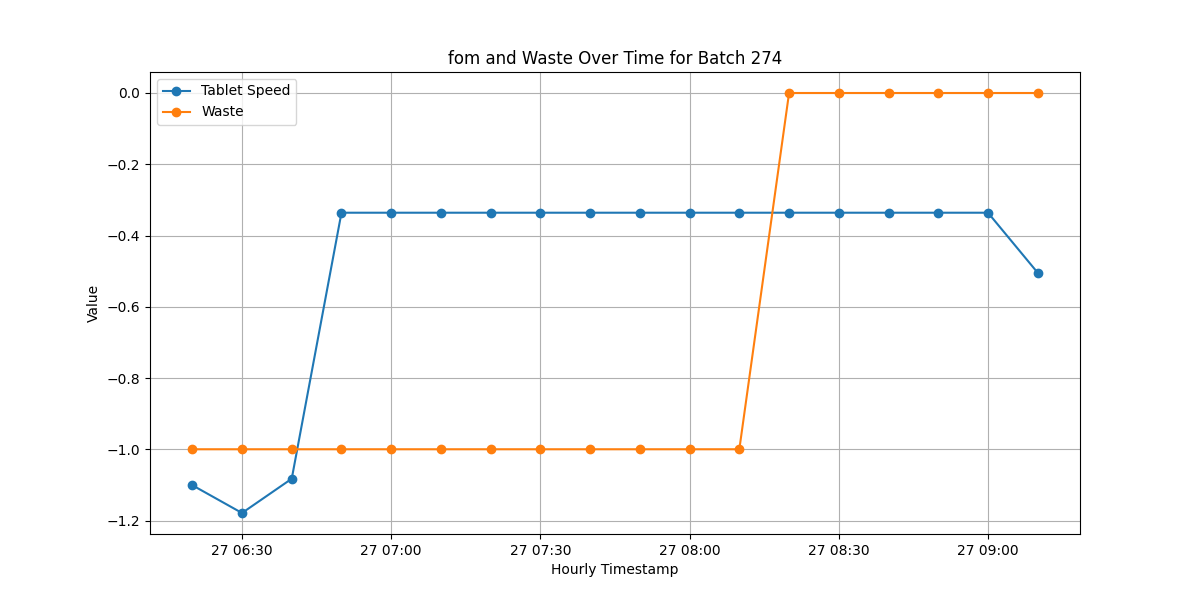 fom and Waste Over Time for Batch 274
Tablet Speed
Waste
0.0
−0.2
−0.4
−0.6
−0.8
−1.0
−1.2
Value
27 06:30 27 07:00 27 07:30 27 08:00 27 08:30 27 09:00
Hourly Timestamp